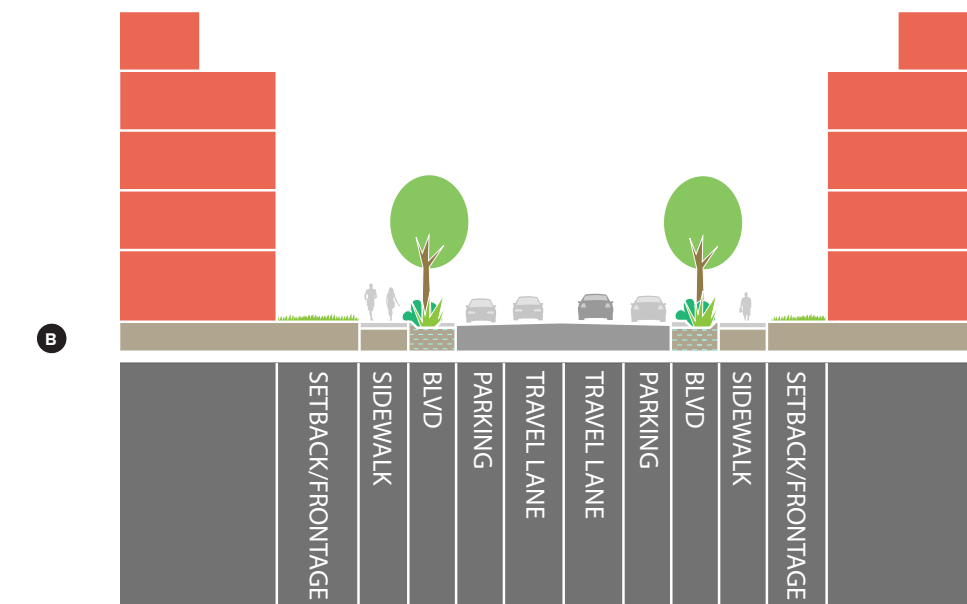 B
SETBACK/FRONTAGE
SIDEWALK
BLVD
PARKING
TRAVEL LANE
TRAVEL LANE
PARKING
BLVD
SIDEWALK
SETBACK/FRONTAGE